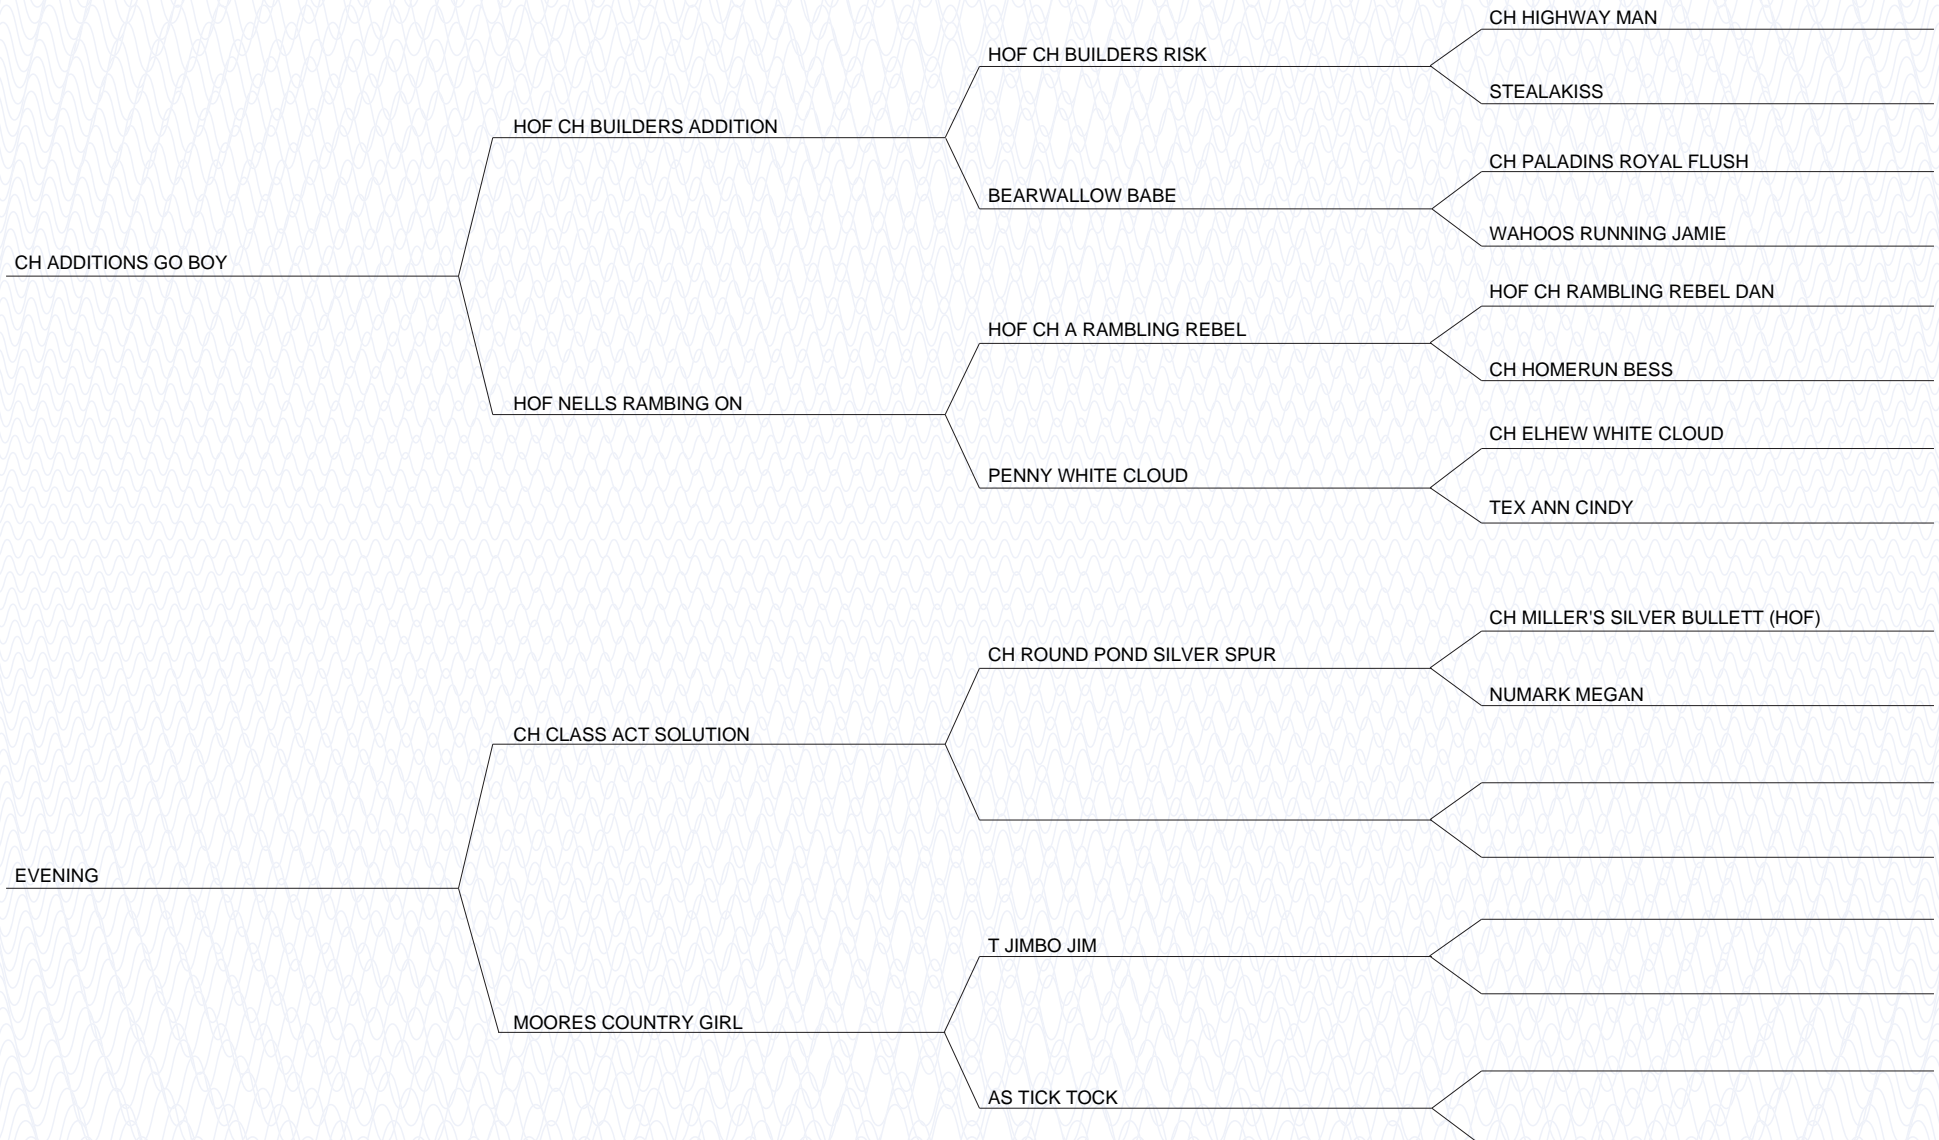 CH HIGHWAY MAN
HOF CH BUILDERS RISK
STEALAKISS
HOF CH BUILDERS ADDITION
CH PALADINS ROYAL FLUSH
BEARWALLOW BABE
WAHOOS RUNNING JAMIE
CH ADDITIONS GO BOY
HOF CH RAMBLING REBEL DAN
HOF CH A RAMBLING REBEL
CH HOMERUN BESS
HOF NELLS RAMBING ON
CH ELHEW WHITE CLOUD
PENNY WHITE CLOUD
TEX ANN CINDY
CH MILLER'S SILVER BULLETT (HOF)
CH ROUND POND SILVER SPUR
NUMARK MEGAN
CH CLASS ACT SOLUTION
EVENING
T JIMBO JIM
MOORES COUNTRY GIRL
AS TICK TOCK